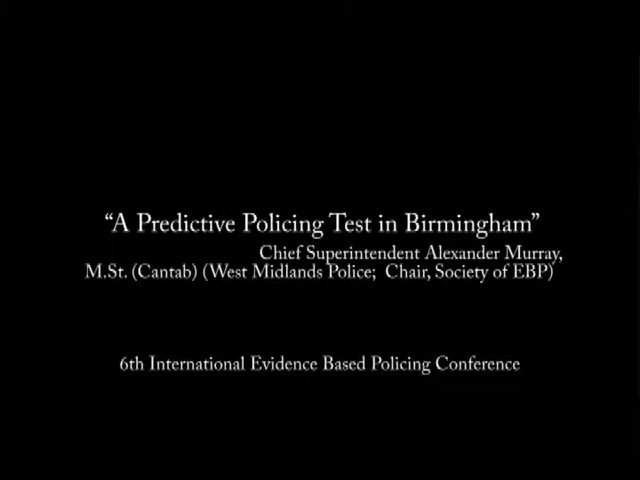 “A Predictive Policing Test in Birmingham”
Chief Superintendent Alexander Murray,
M.St. (Cantab) (West Midlands Police;  Chair, Society of EBP)
6th International Evidence Based Policing Conference